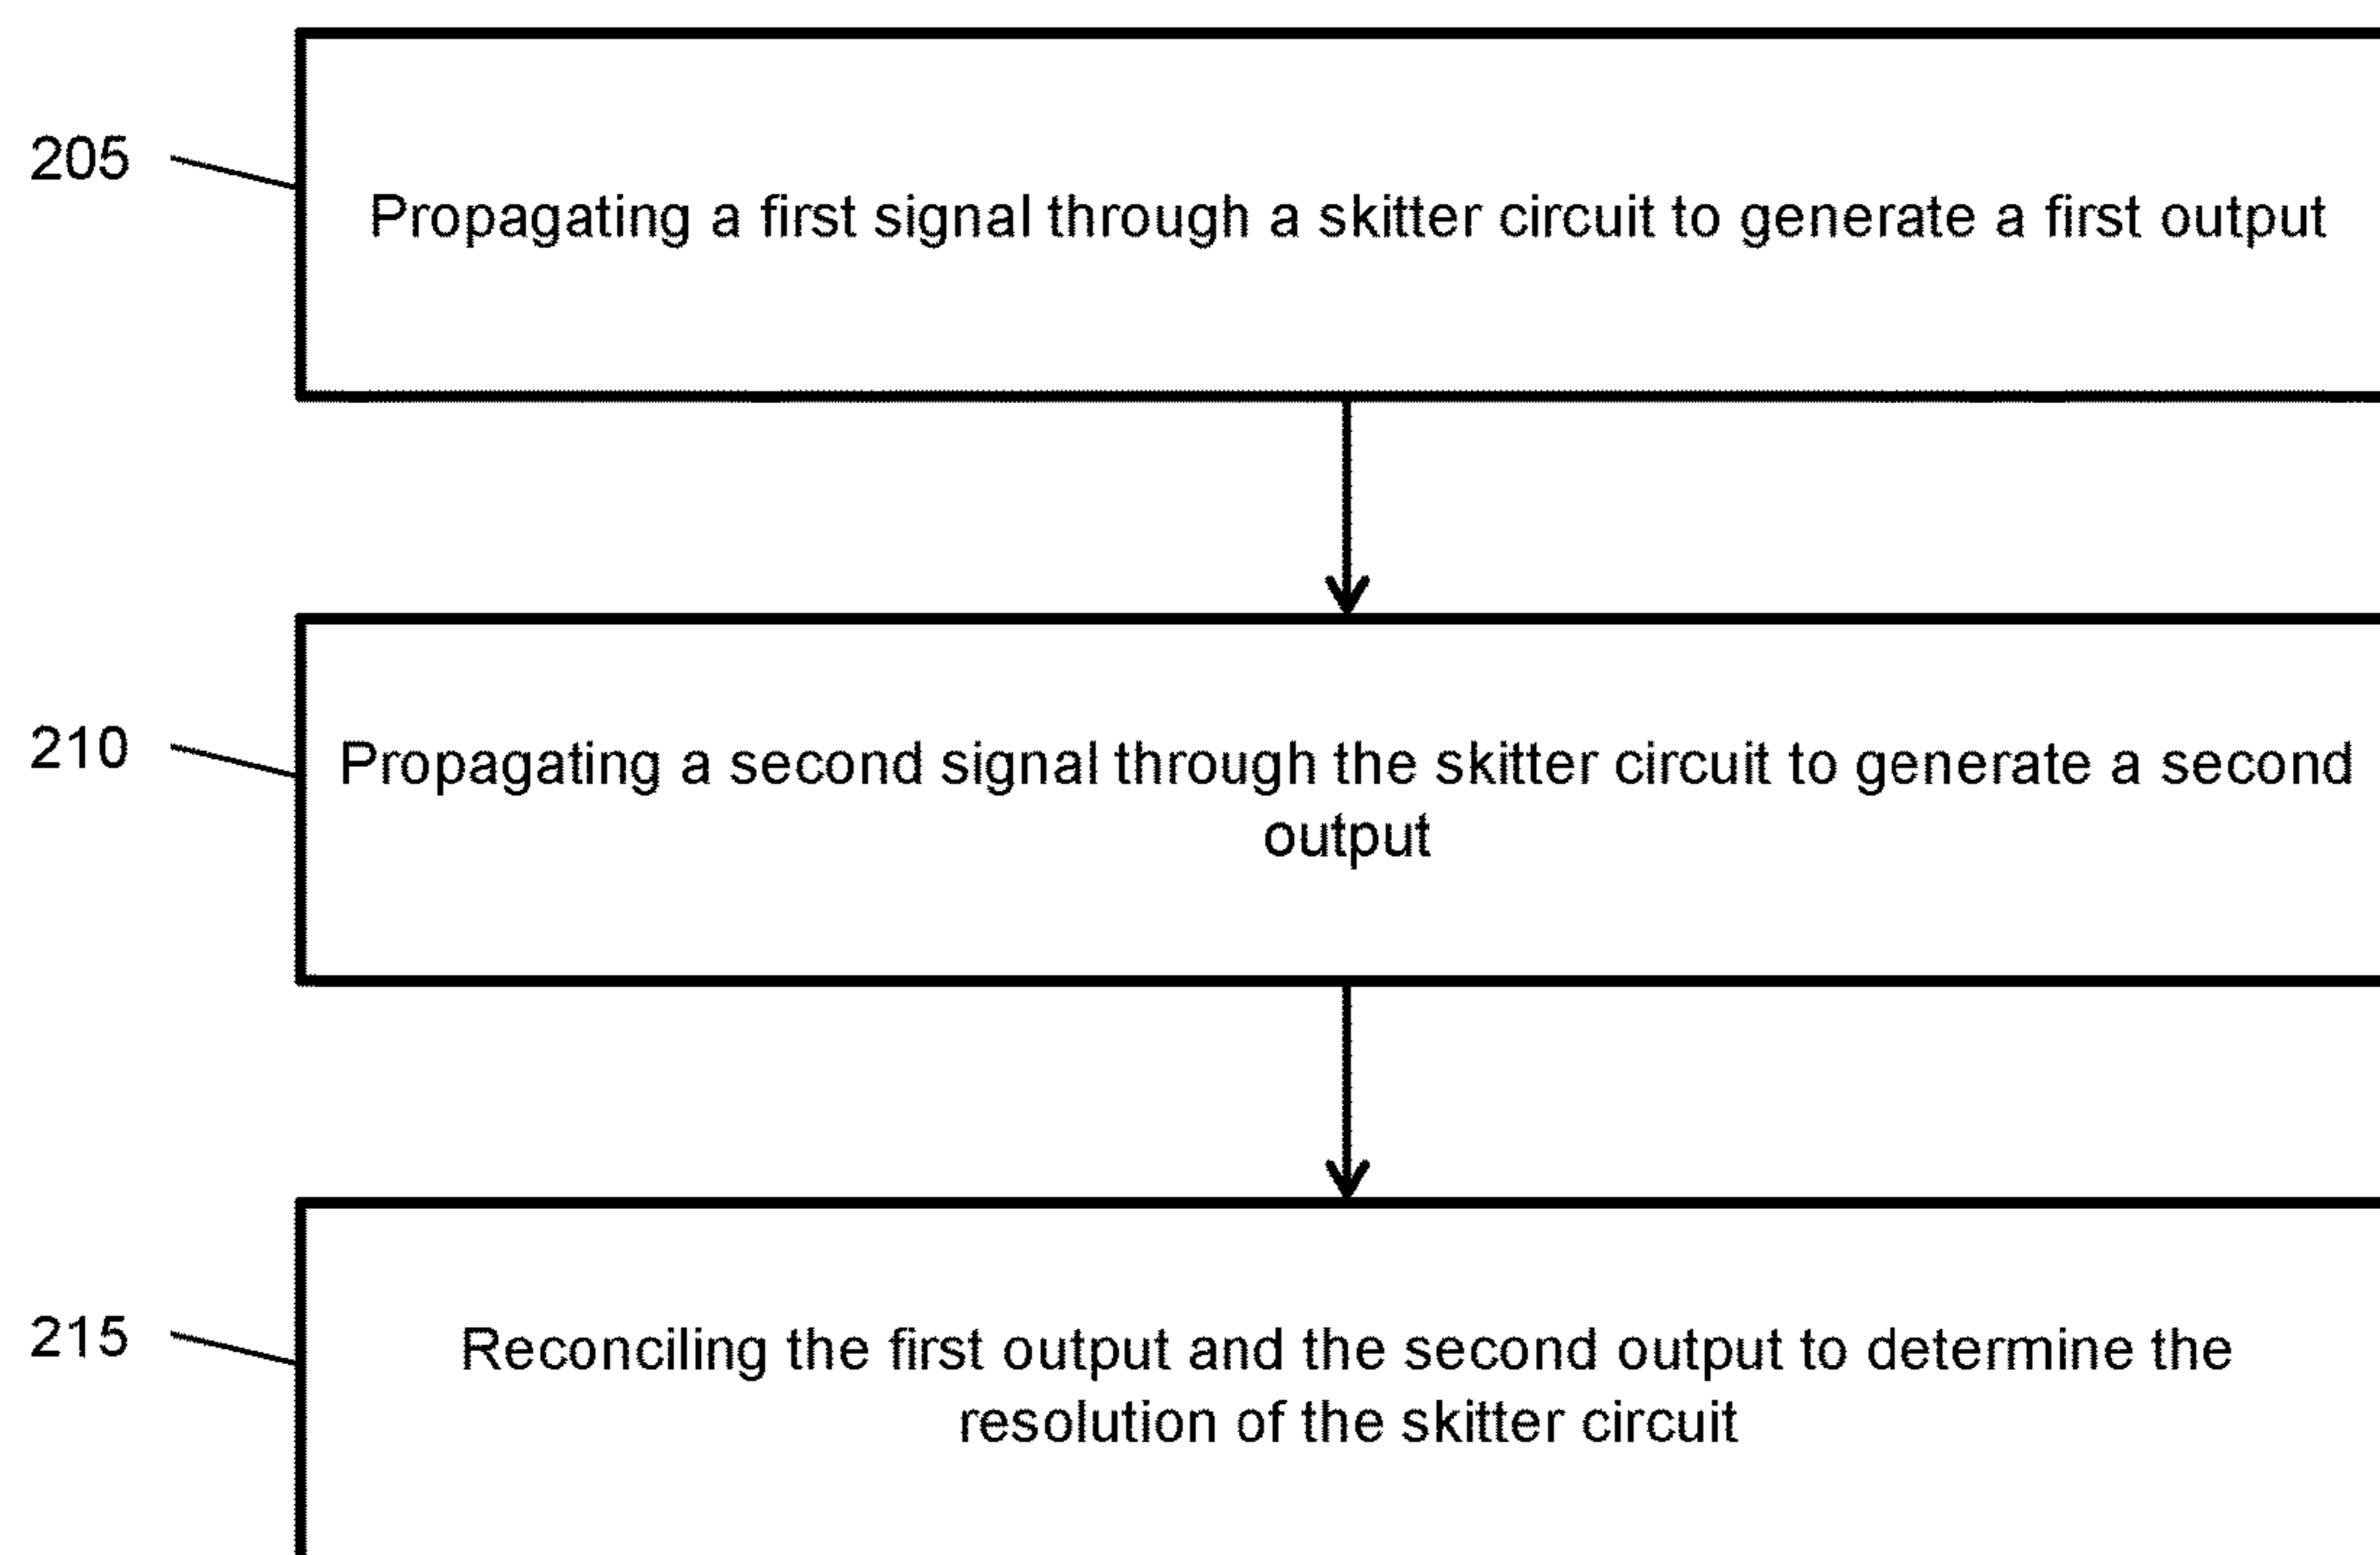 205
Propagating a first signal through a skitter circuit to generate a first output
210
Propagating a second signal through the skitter circuit to generate a second
output
215
Reconciling the first output and the second output to determine the
resolution of the skitter circuit